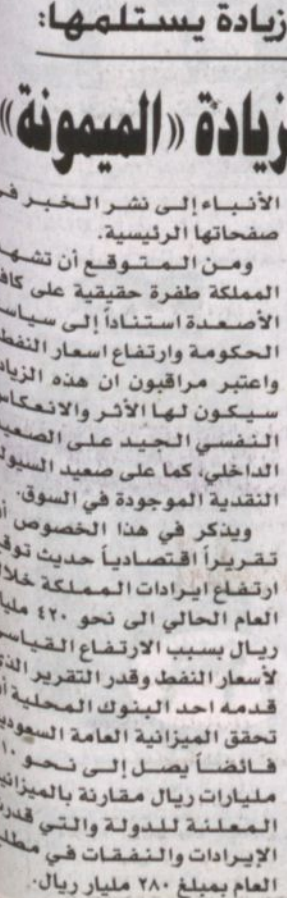 زيادة يستلمها:
زيادة «الميمونة»
الأنباء إلى نشر الخبر في
صفحاتها الرئيسية.
ومن المتوقع أن تشهد
المملكة طفرة حقيقية على كافة
الأصعدة استناداً إلى سياسة
الحكومة وارتفاع اسعار النفط
واعتبر مراقبون ان هذه الزيادة
سيكون لها الأثر والانعكاس
النفسي الجيد على الصعيد
الداخلي، كما على صعيد السيولة
النقدية الموجودة في السوق.
ويذكر في هذا الخصوص أن
تقريراً اقتصادياً حديث توقع
ارتفاع ايرادات المملكة خلال
العام الحالي الى نحو ٤٢٠ مليار
ريال بسبب الارتفاع القياسي
لأسعار النفط وقدر التقرير الذي
قدمه احد البنوك المحلية أن
تحقق الميزانية العامة السعودية
فائضاً يصل إلى نحو
مليارات ريال مقارنة بالميزانية
المعلنة للدولة والتي قدرت
الإيرادات والنفقات في مطلع
العام بمبلغ ٢٨٠ مليار ريال.